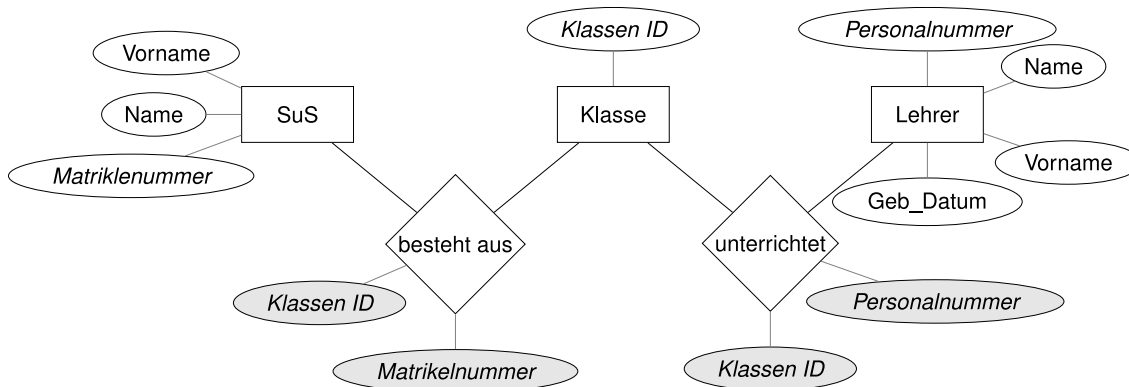 Klassen ID
Personalnummer
Vorname
Name
Name
SuS
Klasse
Lehrer
Matriklenummer
Vorname
Geb_Datum
besteht aus
unterrichtet
Klassen ID
Personalnummer
Matrikelnummer
Klassen ID